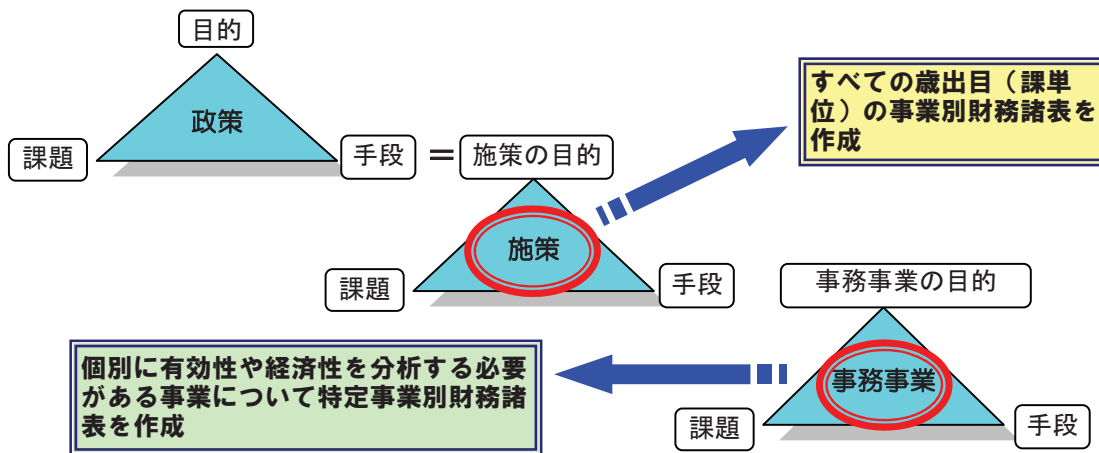 目的
政策
課題
手段
＝
施策の目的
すべての歳出目（課単
位）の事業別財務諸表を
作成
施策
課題
手段
事務事業の目的
個別に有効性や経済性を分析する必要
がある事業について特定事業別財務諸
表を作成
事務事業
課題
手段